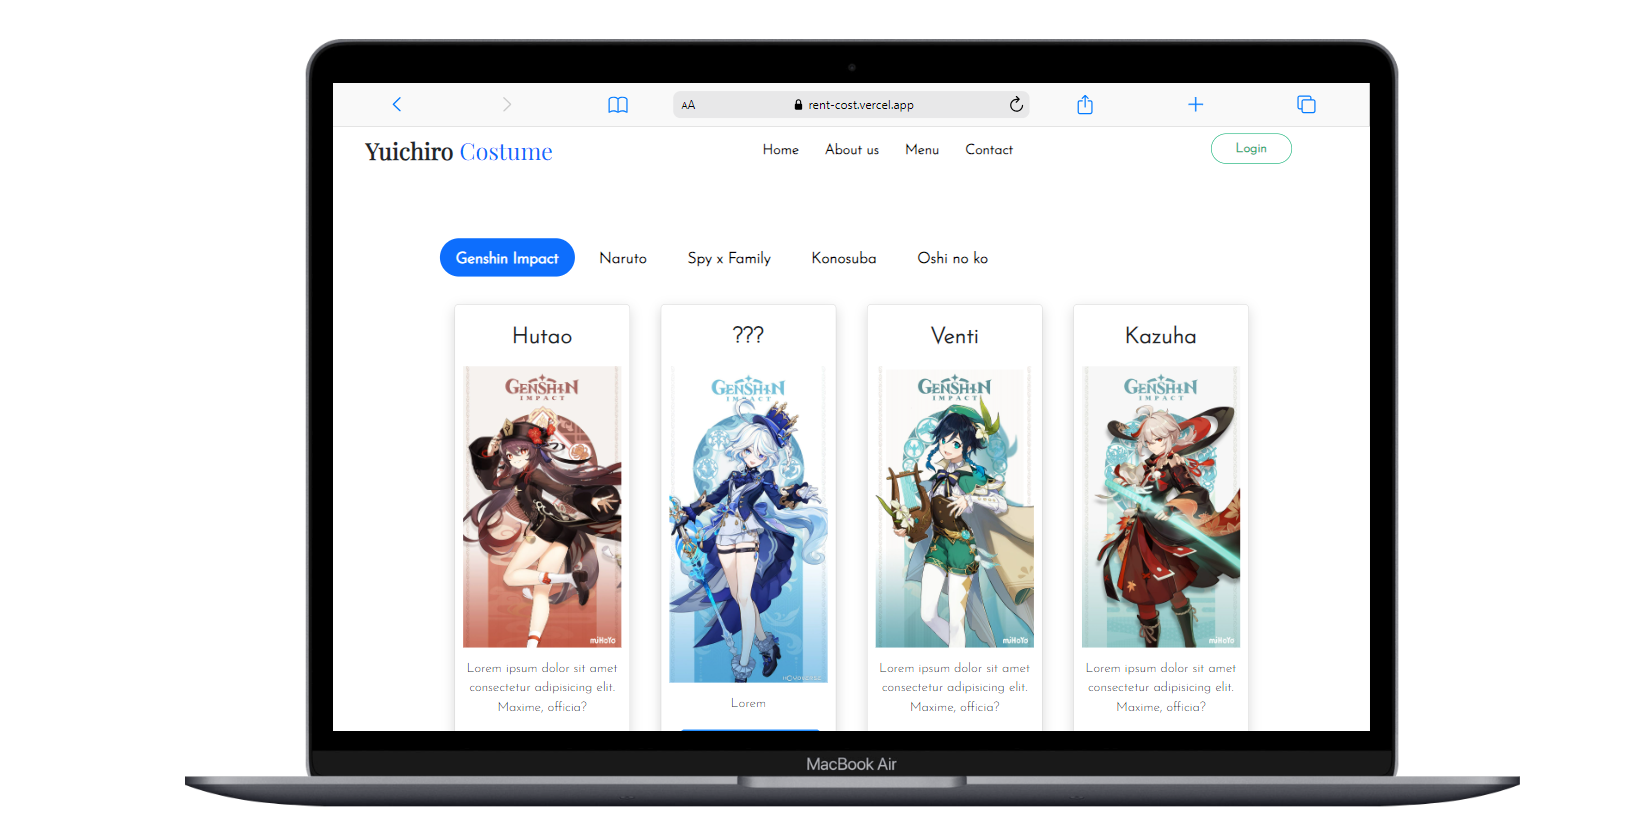 AA rent-cost.vercel.app
Yuichiro Costume
Home About us Menu Contact
Login
Genshin Impact Naruto Spy x Family Konosuba Oshi no ko
Hutao
GENSHIN
IMPACT
miHoYo
Lorem ipsum dolor sit amet
consectetur adipisicing elit.
Maxime, officia?
???
GENSHIN
IMPACT
HOYOVERSE
Lorem
Venti
GENSHIN
IMPACT
miHoYo
Lorem ipsum dolor sit amet
consectetur adipisicing elit.
Maxime, officia?
Kazuha
GENSHIN
IMPACT
miHoYo
Lorem ipsum dolor sit amet
consectetur adipisicing elit.
Maxime, officia?
MacBook Air